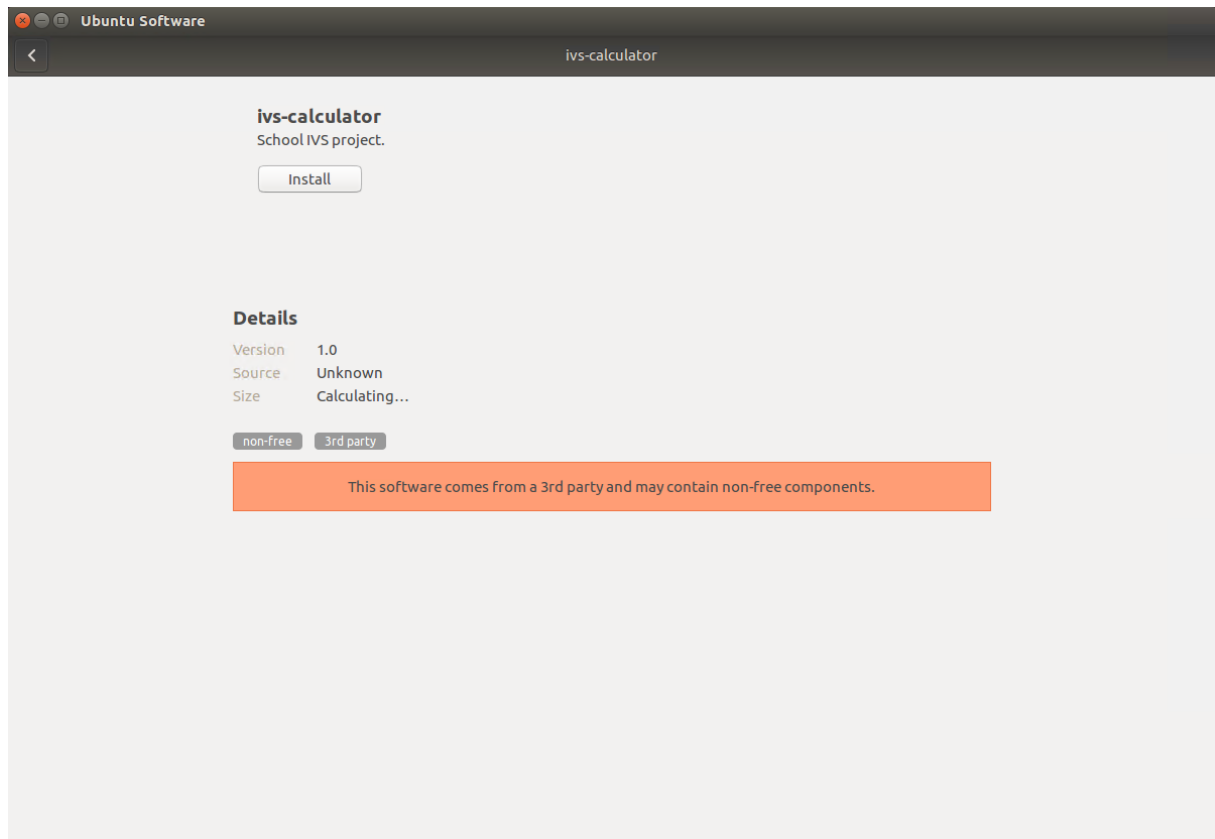 Ubuntu Software
ivs-calculator
ivs-calculator
School IVS project.
Install
Details
Version 1.0
Source Unknown
Size Calculating…
non-free 3rd party
This software comes from a 3rd party and may contain non-free components.